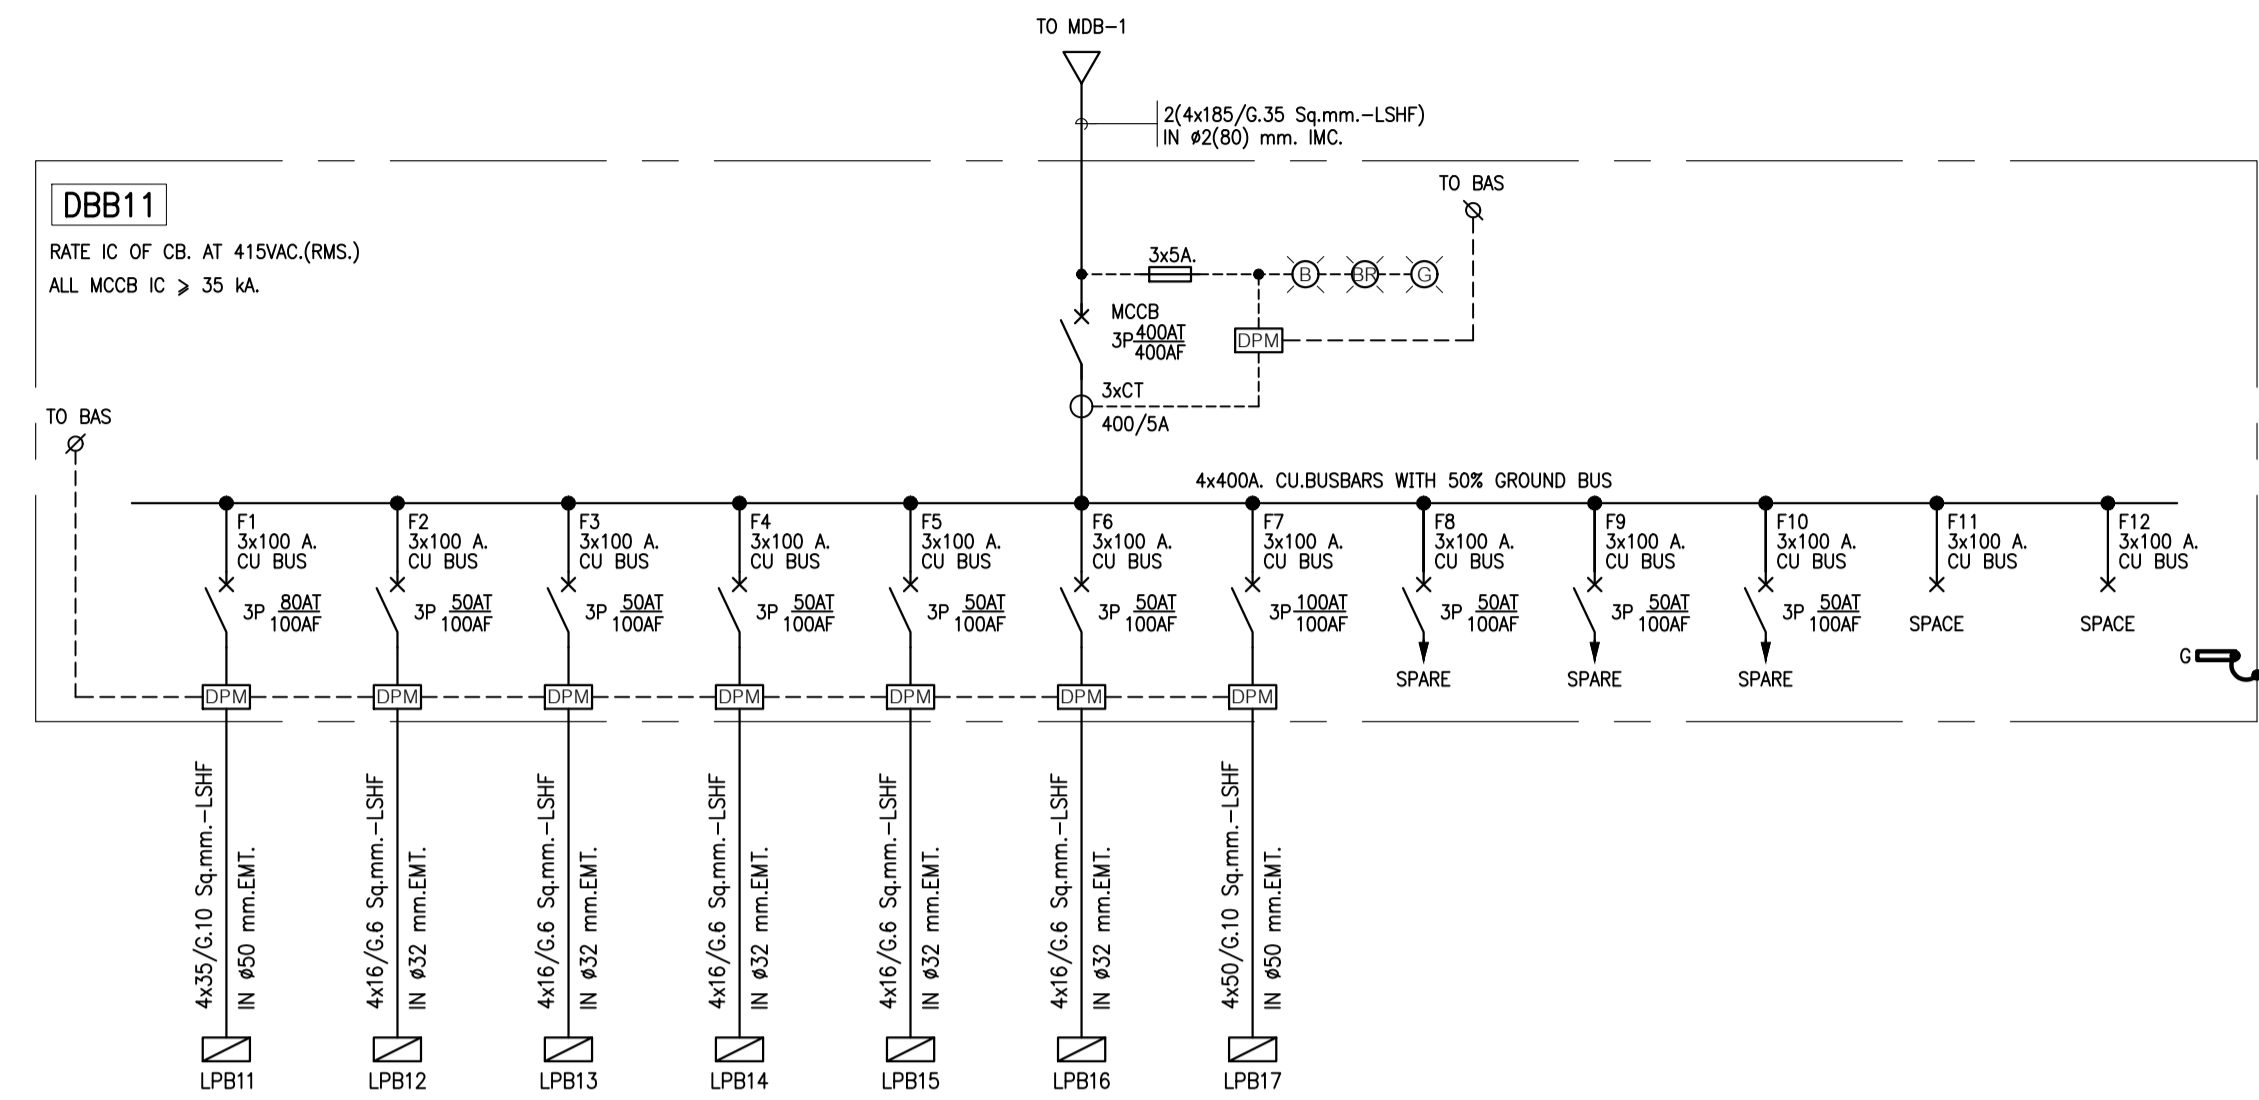 TO MDB-1
2(4x185/G.35 Sq.mm.-LSHF)
IN ø2(80) mm. IMC.
DBB11
RATE IC OF CB. AT 415VAC.(RMS.)
ALL MCCB IC ⩾ 35 kA.
TO BAS
3x5A.
B
BR
G
MCCB
3P 400AT
400AF
DPM
3xCT
400/5A
TO BAS
4x400A. CU.BUSBARS WITH 50% GROUND BUS
F1
3x100 A.
CU BUS
3P 80AT
100AF
DPM
F2
3x100 A.
CU BUS
3P 50AT
100AF
DPM
F3
3x100 A.
CU BUS
3P 50AT
100AF
DPM
F4
3x100 A.
CU BUS
3P 50AT
100AF
DPM
F5
3x100 A.
CU BUS
3P 50AT
100AF
DPM
F6
3x100 A.
CU BUS
3P 50AT
100AF
DPM
F7
3x100 A.
CU BUS
3P 100AT
100AF
DPM
F8
3x100 A.
CU BUS
3P 50AT
100AF
SPARE
F9
3x100 A.
CU BUS
3P 50AT
100AF
SPARE
F10
3x100 A.
CU BUS
3P 50AT
100AF
SPARE
F11
3x100 A.
CU BUS
SPACE
F12
3x100 A.
CU BUS
SPACE
G
4x35/G.10 Sq.mm.-LSHF
IN ø50 mm.EMT.
LPB11
4x16/G.6 Sq.mm.-LSHF
IN ø32 mm.EMT.
LPB12
4x16/G.6 Sq.mm.-LSHF
IN ø32 mm.EMT.
LPB13
4x16/G.6 Sq.mm.-LSHF
IN ø32 mm.EMT.
LPB14
4x16/G.6 Sq.mm.-LSHF
IN ø32 mm.EMT.
LPB15
4x16/G.6 Sq.mm.-LSHF
IN ø32 mm.EMT.
LPB16
4x50/G.10 Sq.mm.-LSHF
IN ø50 mm.EMT.
LPB17